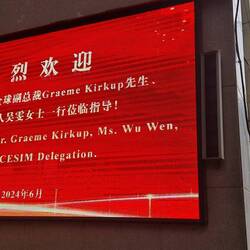 烈欢迎
全球副总裁Graeme Kirkup先生、
人吴雯女士一行莅临指导！
r. Graeme Kirkup, Ms. Wu Wen,
CESIM Delegation.
2024年6月